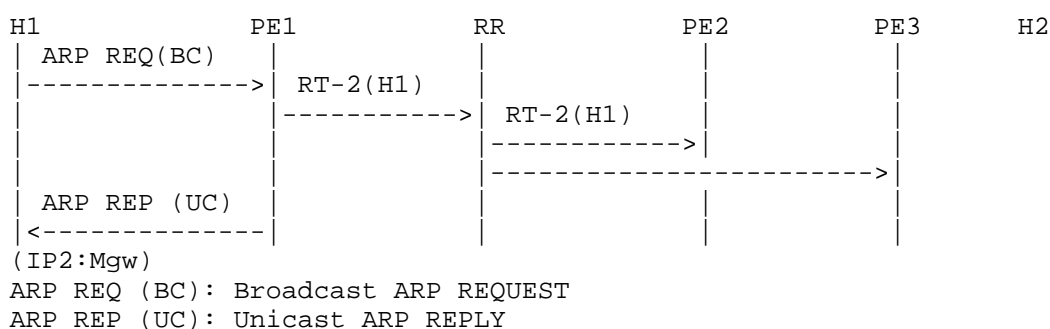 H1 PE1 RR PE2 PE3 H2
ARP REQ(BC)
RT-2(H1)
RT-2(H1)
ARP REP (UC)
(IP2:Mgw)
ARP REQ (BC): Broadcast ARP REQUEST
ARP REP (UC): Unicast ARP REPLY